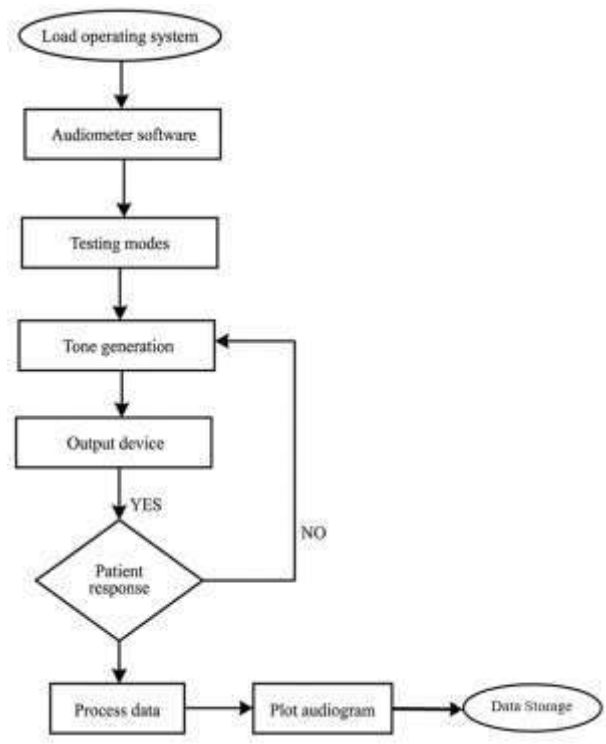 Load operating system
Audiometer software
Testing modes
Tone generation
Output device
YES
NO
Patient
response
Process data
Plot audiogram
Data Storage